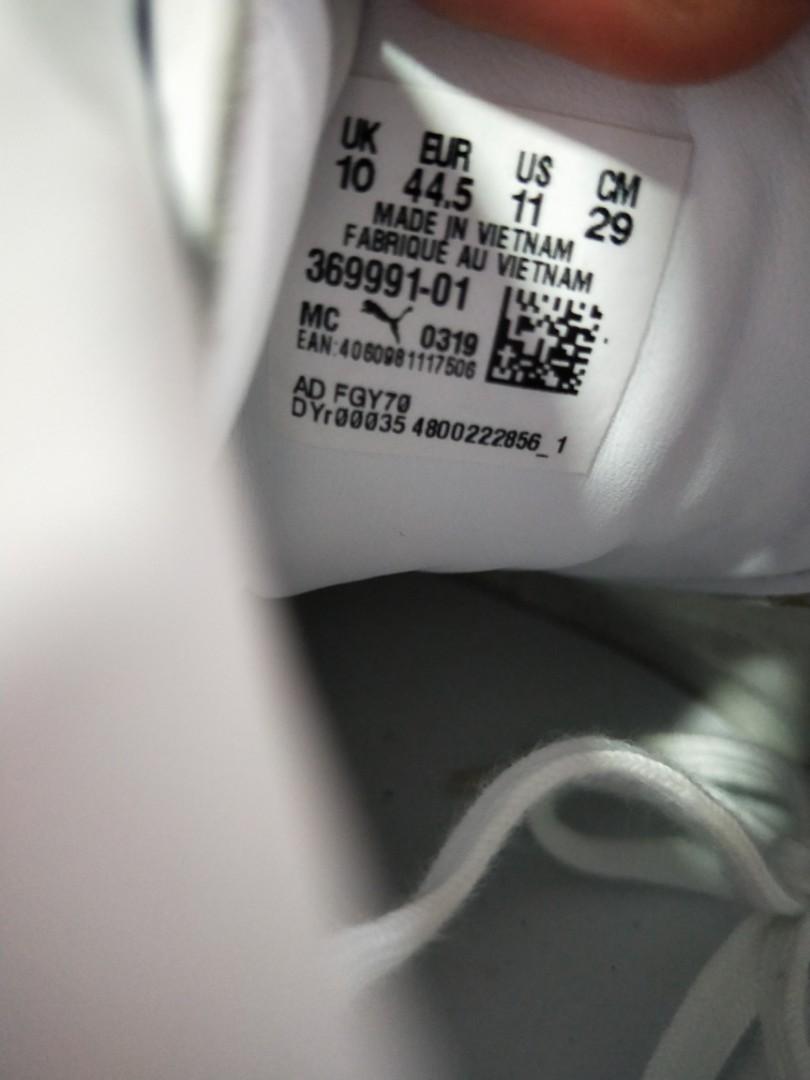 UK EUR US CM
10 44.5 11 29
MADE IN VIETNAM
FABRIQUE AU VIETNAM
369991-01
MC 0319
EAN:4060981117506
AD FGY70
DYr00035 4800222856_1